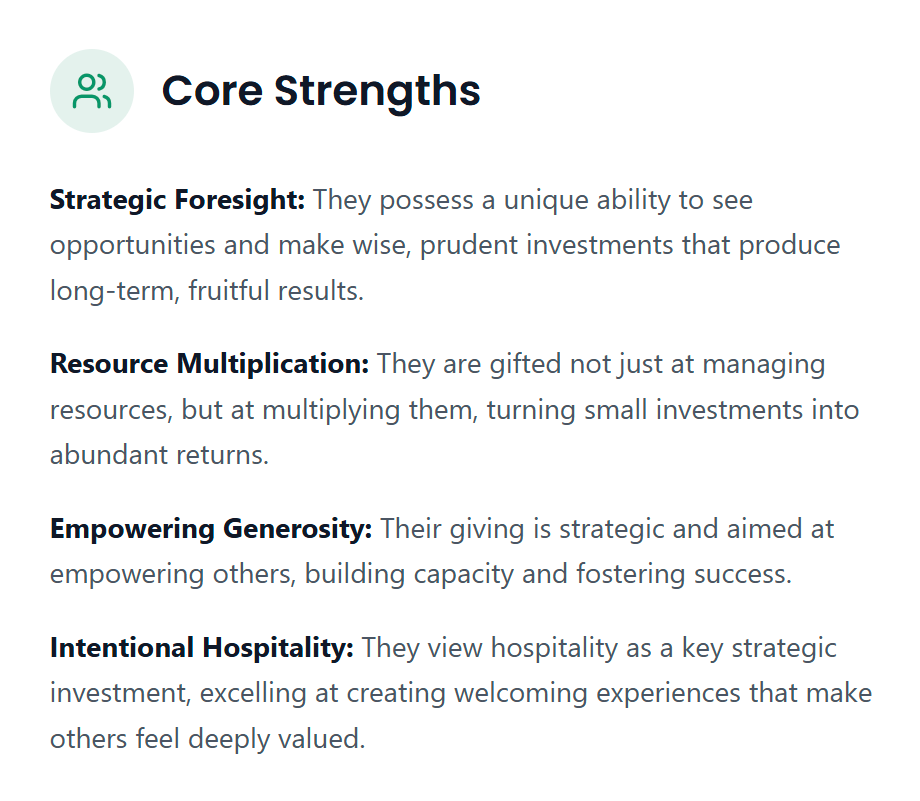 Core Strengths
Strategic Foresight: They possess a unique ability to see
opportunities and make wise, prudent investments that produce
long-term, fruitful results.
Resource Multiplication: They are gifted not just at managing
resources, but at multiplying them, turning small investments into
abundant returns.
Empowering Generosity: Their giving is strategic and aimed at
empowering others, building capacity and fostering success.
Intentional Hospitality: They view hospitality as a key strategic
investment, excelling at creating welcoming experiences that make
others feel deeply valued.